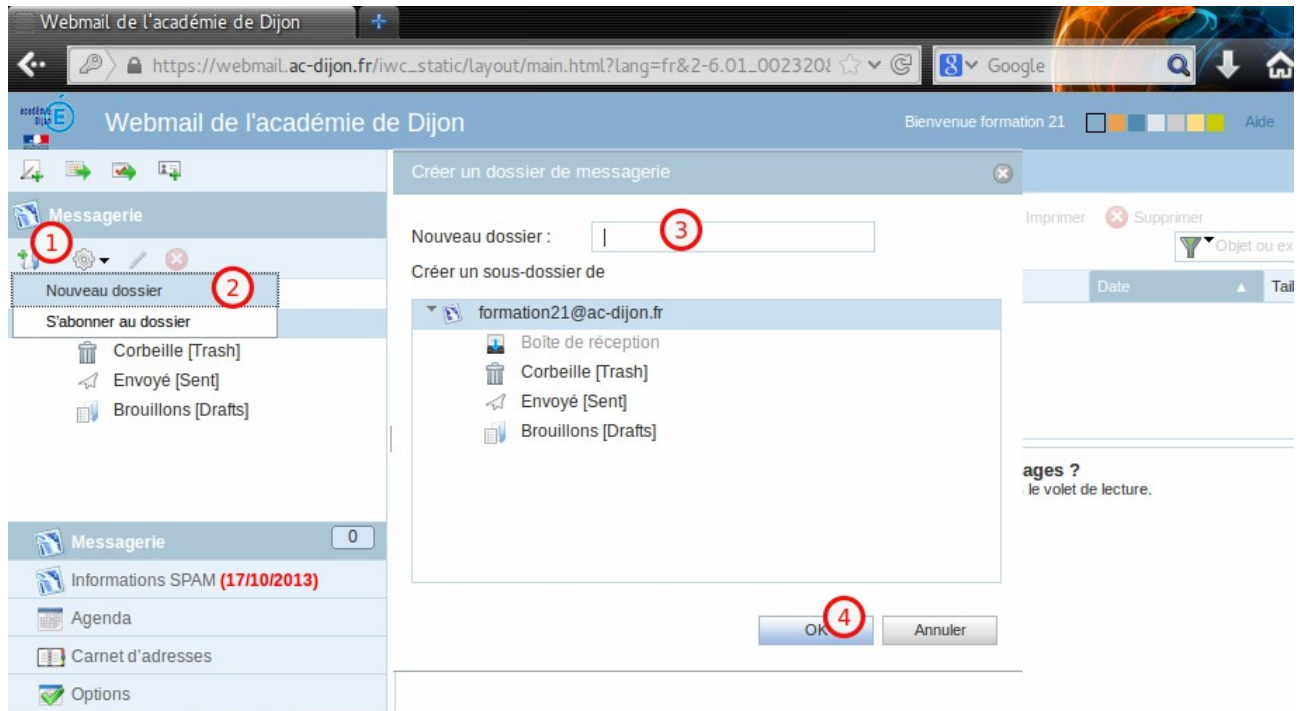 Webmail de l'académie de Dijon
https://webmail.ac-dijon.fr/iwc_static/layout/main.html?lang=fr&2-6.01_0023208
Google
Webmail de l'académie de Dijon
Bienvenue formation 21
Aide
Messagerie
1
Nouveau dossier
2
S'abonner au dossier
Corbeille [Trash]
Envoyé [Sent]
Brouillons [Drafts]
Créer un dossier de messagerie
Nouveau dossier :
3
Créer un sous-dossier de
formation21@ac-dijon.fr
Boîte de réception
Corbeille [Trash]
Envoyé [Sent]
Brouillons [Drafts]
OK
4
Annuler
Imprimer
Supprimer
Objet ou ex
Date
Tail
ages ?
le volet de lecture.
Messagerie
0
Informations SPAM (17/10/2013)
Agenda
Carnet d'adresses
Options